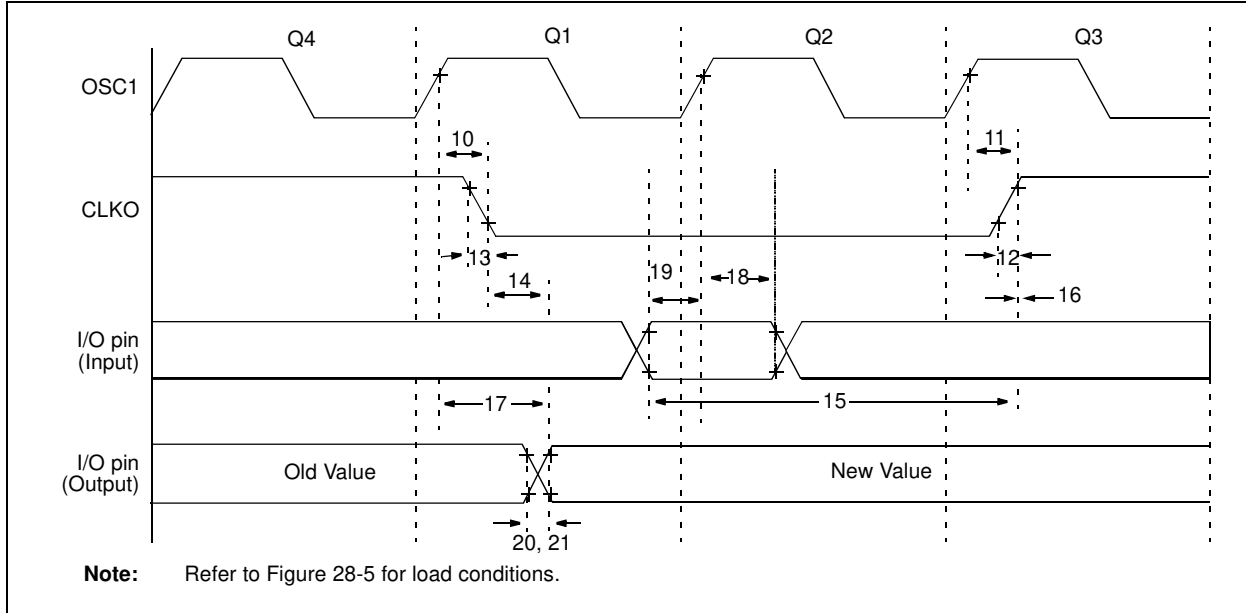 Q4 Q1 Q2 Q3
OSC1
10 11
CLKO
13 12
14 19 18 16
I/O pin
(Input)
17 15
I/O pin
(Output)
Old Value New Value
20, 21
Note: Refer to Figure 28-5 for load conditions.